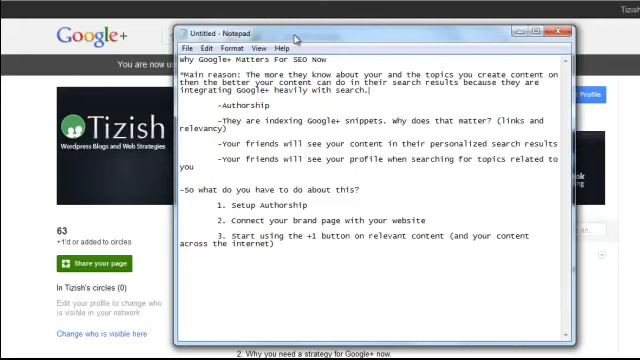 Tizis
Google+
Untitled - Notepad
File Edit Format View Help
You are now
Why Google+ Matters For SEO Now
*Main reason: The more they know about your and the topics you create content on
then the better your content can do in their search results because they are
integrating Google+ heavily with search.
-Authorship
-They are indexing Google+ snippets. Why does that matter? (links and
relevancy)
-Your friends will see your content in their personalized search results
-Your friends will see your profile when searching for topics related to
you
-So what do you have to do about this?
1. Setup Authorship
2. Connect your brand page with your website
3. Start using the +1 button on relevant content (and your content
across the internet)
Profile
Tizish
Wordpress Blogs and Web Strategies
63
+1'd or added to circles
Share your page
In Tizish's circles (0)
Edit your profile to change who
is visible in your network
Change who is visible here
2. Why you need a strategy for Google+ now.